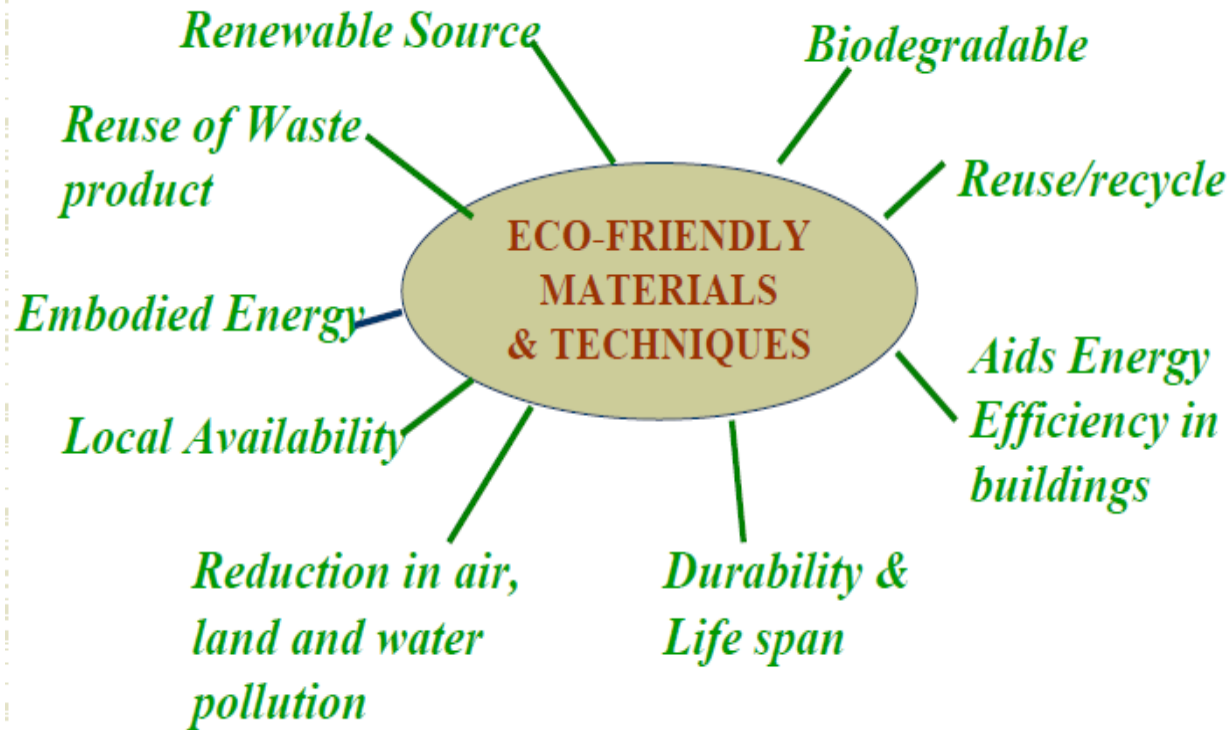 Renewable Source
Biodegradable
Reuse of Waste
product
Reuse/recycle
ECO-FRIENDLY
MATERIALS
& TECHNIQUES
Embodied Energy
Aids Energy
Efficiency in
buildings
Local Availability
Reduction in air,
land and water
pollution
Durability &
Life span